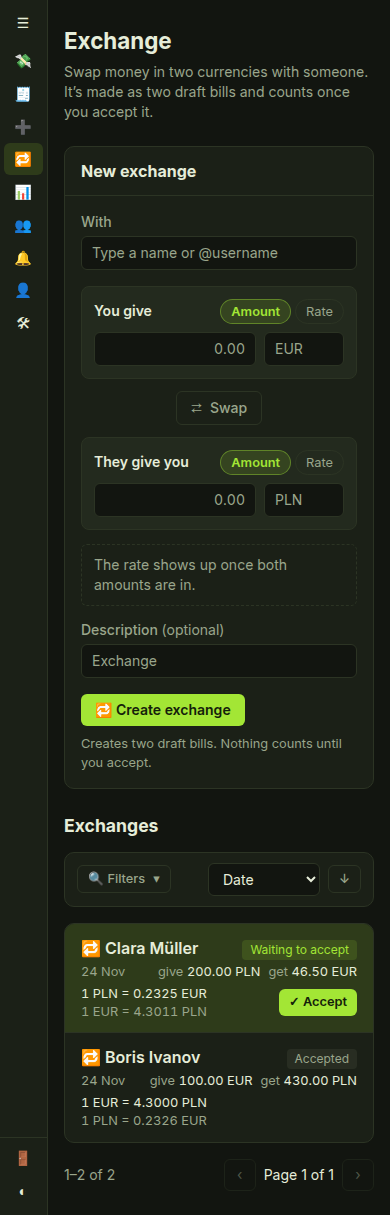 Exchange
Swap money in two currencies with someone.
It's made as two draft bills and counts once
you accept it.
New exchange
With
Type a name or @username
You give Amount Rate
0.00 EUR
⇄ Swap
They give you Amount Rate
0.00 PLN
The rate shows up once both
amounts are in.
Description (optional)
Exchange
🔁 Create exchange
Creates two draft bills. Nothing counts until
you accept.
Exchanges
🔍 Filters ▾ Date ↓
🔁 Clara Müller Waiting to accept
24 Nov give 200.00 PLN get 46.50 EUR
1 PLN = 0.2325 EUR
1 EUR = 4.3011 PLN
✓ Accept
🔁 Boris Ivanov Accepted
24 Nov give 100.00 EUR get 430.00 PLN
1 EUR = 4.3000 PLN
1 PLN = 0.2326 EUR
1–2 of 2 ‹ Page 1 of 1 ›